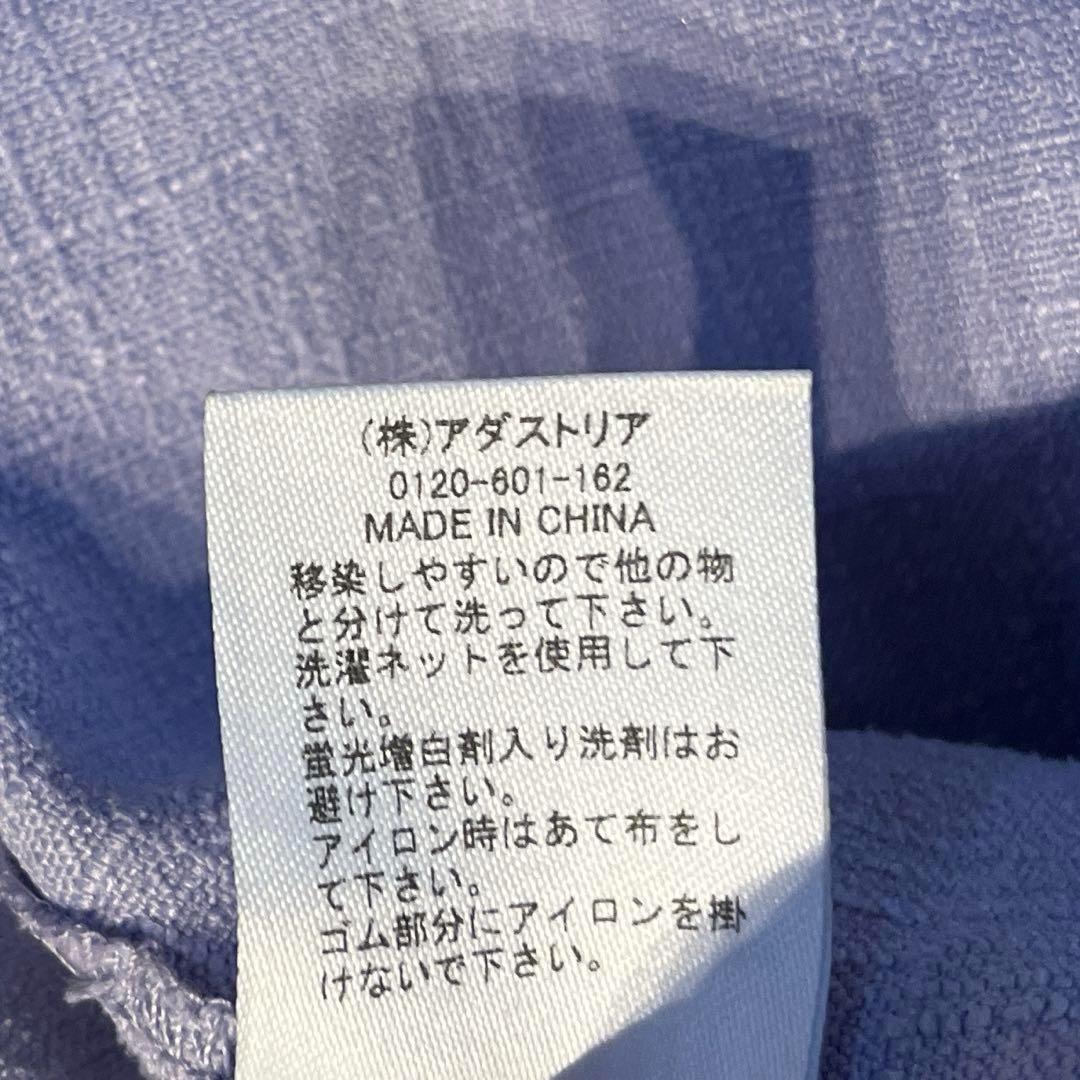 (株)アダストリア
0120-601-162
MADE IN CHINA
移染しやすいので他の物
と分けて洗って下さい。
洗濯ネットを使用して下
さい。
蛍光増白剤入り洗剤はお
避け下さい。
アイロン時はあて布をし
て下さい。
ゴム部分にアイロンを掛
けないで下さい。